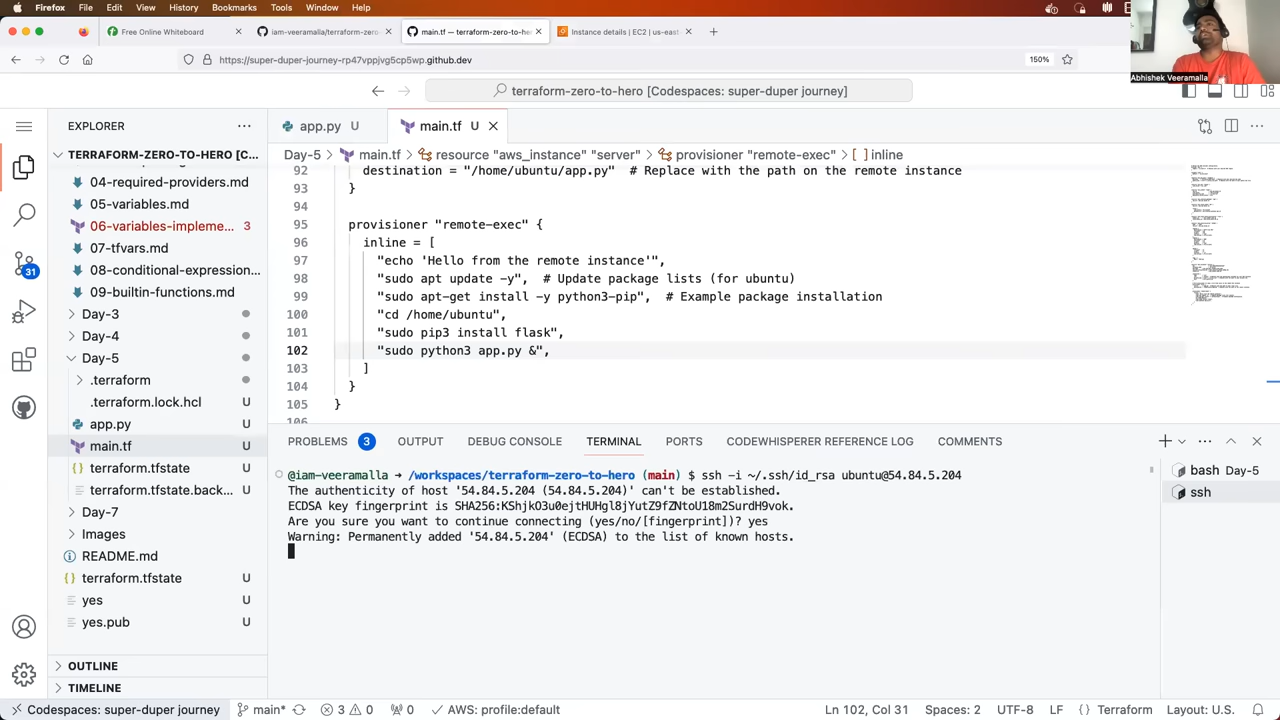 Firefox File Edit View History Bookmarks Tools Window Help
Free Online Whiteboard
iam-veeramalla/terraform-zero-
main.tf — terraform-zero-to-he
Instance details | EC2 | us-east-
https://super-duper-journey-rp47vppjvg5cp5wp.github.dev
150%
Abhishek Veeramalla
terraform-zero-to-hero [Codespaces: super-duper journey]
EXPLORER
app.py U
main.tf U
TERRAFORM-ZERO-TO-HERO [C...
Day-5 > main.tf > resource "aws_instance" "server" > provisioner "remote-exec" > [ ] inline
04-required-providers.md
05-variables.md
06-variables-impleme... 3
07-tfvars.md
08-conditional-expression...
09-builtin-functions.md
Day-3
Day-4
Day-5
.terraform
.terraform.lock.hcl U
app.py U
main.tf U
terraform.tfstate U
terraform.tfstate.back... U
Day-7
Images
README.md
terraform.tfstate U
yes U
yes.pub U
OUTLINE
TIMELINE
31
92 destination = "/home/ubuntu/app.py" # Replace with the path on the remote instance
93
94
95 provisioner "remote-exec" {
96 inline = [
97 "echo 'Hello from the remote instance'",
98 "sudo apt update -y", # Update package lists (for ubuntu)
99 "sudo apt-get install -y python3-pip", # Example package installation
100 "cd /home/ubuntu",
101 "sudo pip3 install flask",
102 "sudo python3 app.py &",
103 ]
104 }
105 }
106
PROBLEMS 3 OUTPUT DEBUG CONSOLE TERMINAL PORTS CODEWHISPERER REFERENCE LOG COMMENTS
@iam-veeramalla ➜ /workspaces/terraform-zero-to-hero (main) $ ssh -i ~/.ssh/id_rsa ubuntu@54.84.5.204
The authenticity of host '54.84.5.204 (54.84.5.204)' can't be established.
ECDSA key fingerprint is SHA256:KShjkO3u0ejtHUHgl8jYutZ9fZNtoU18m2SurdH9vok.
Are you sure you want to continue connecting (yes/no/[fingerprint])? yes
Warning: Permanently added '54.84.5.204' (ECDSA) to the list of known hosts.
bash Day-5
ssh
Codespaces: super-duper journey
main*
3 0
0
AWS: profile:default
Ln 102, Col 31
Spaces: 2
UTF-8
LF
{ } Terraform
Layout: U.S.